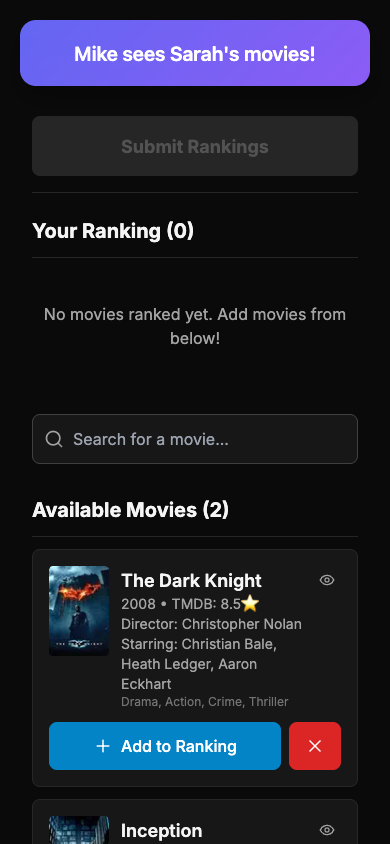 Mike sees Sarah's movies!
Submit Rankings
Your Ranking (0)
No movies ranked yet. Add movies from
below!
Search for a movie...
Available Movies (2)
The Dark Knight
2008 • TMDB: 8.5⭐
Director: Christopher Nolan
Starring: Christian Bale,
Heath Ledger, Aaron
Eckhart
Drama, Action, Crime, Thriller
Add to Ranking
Inception